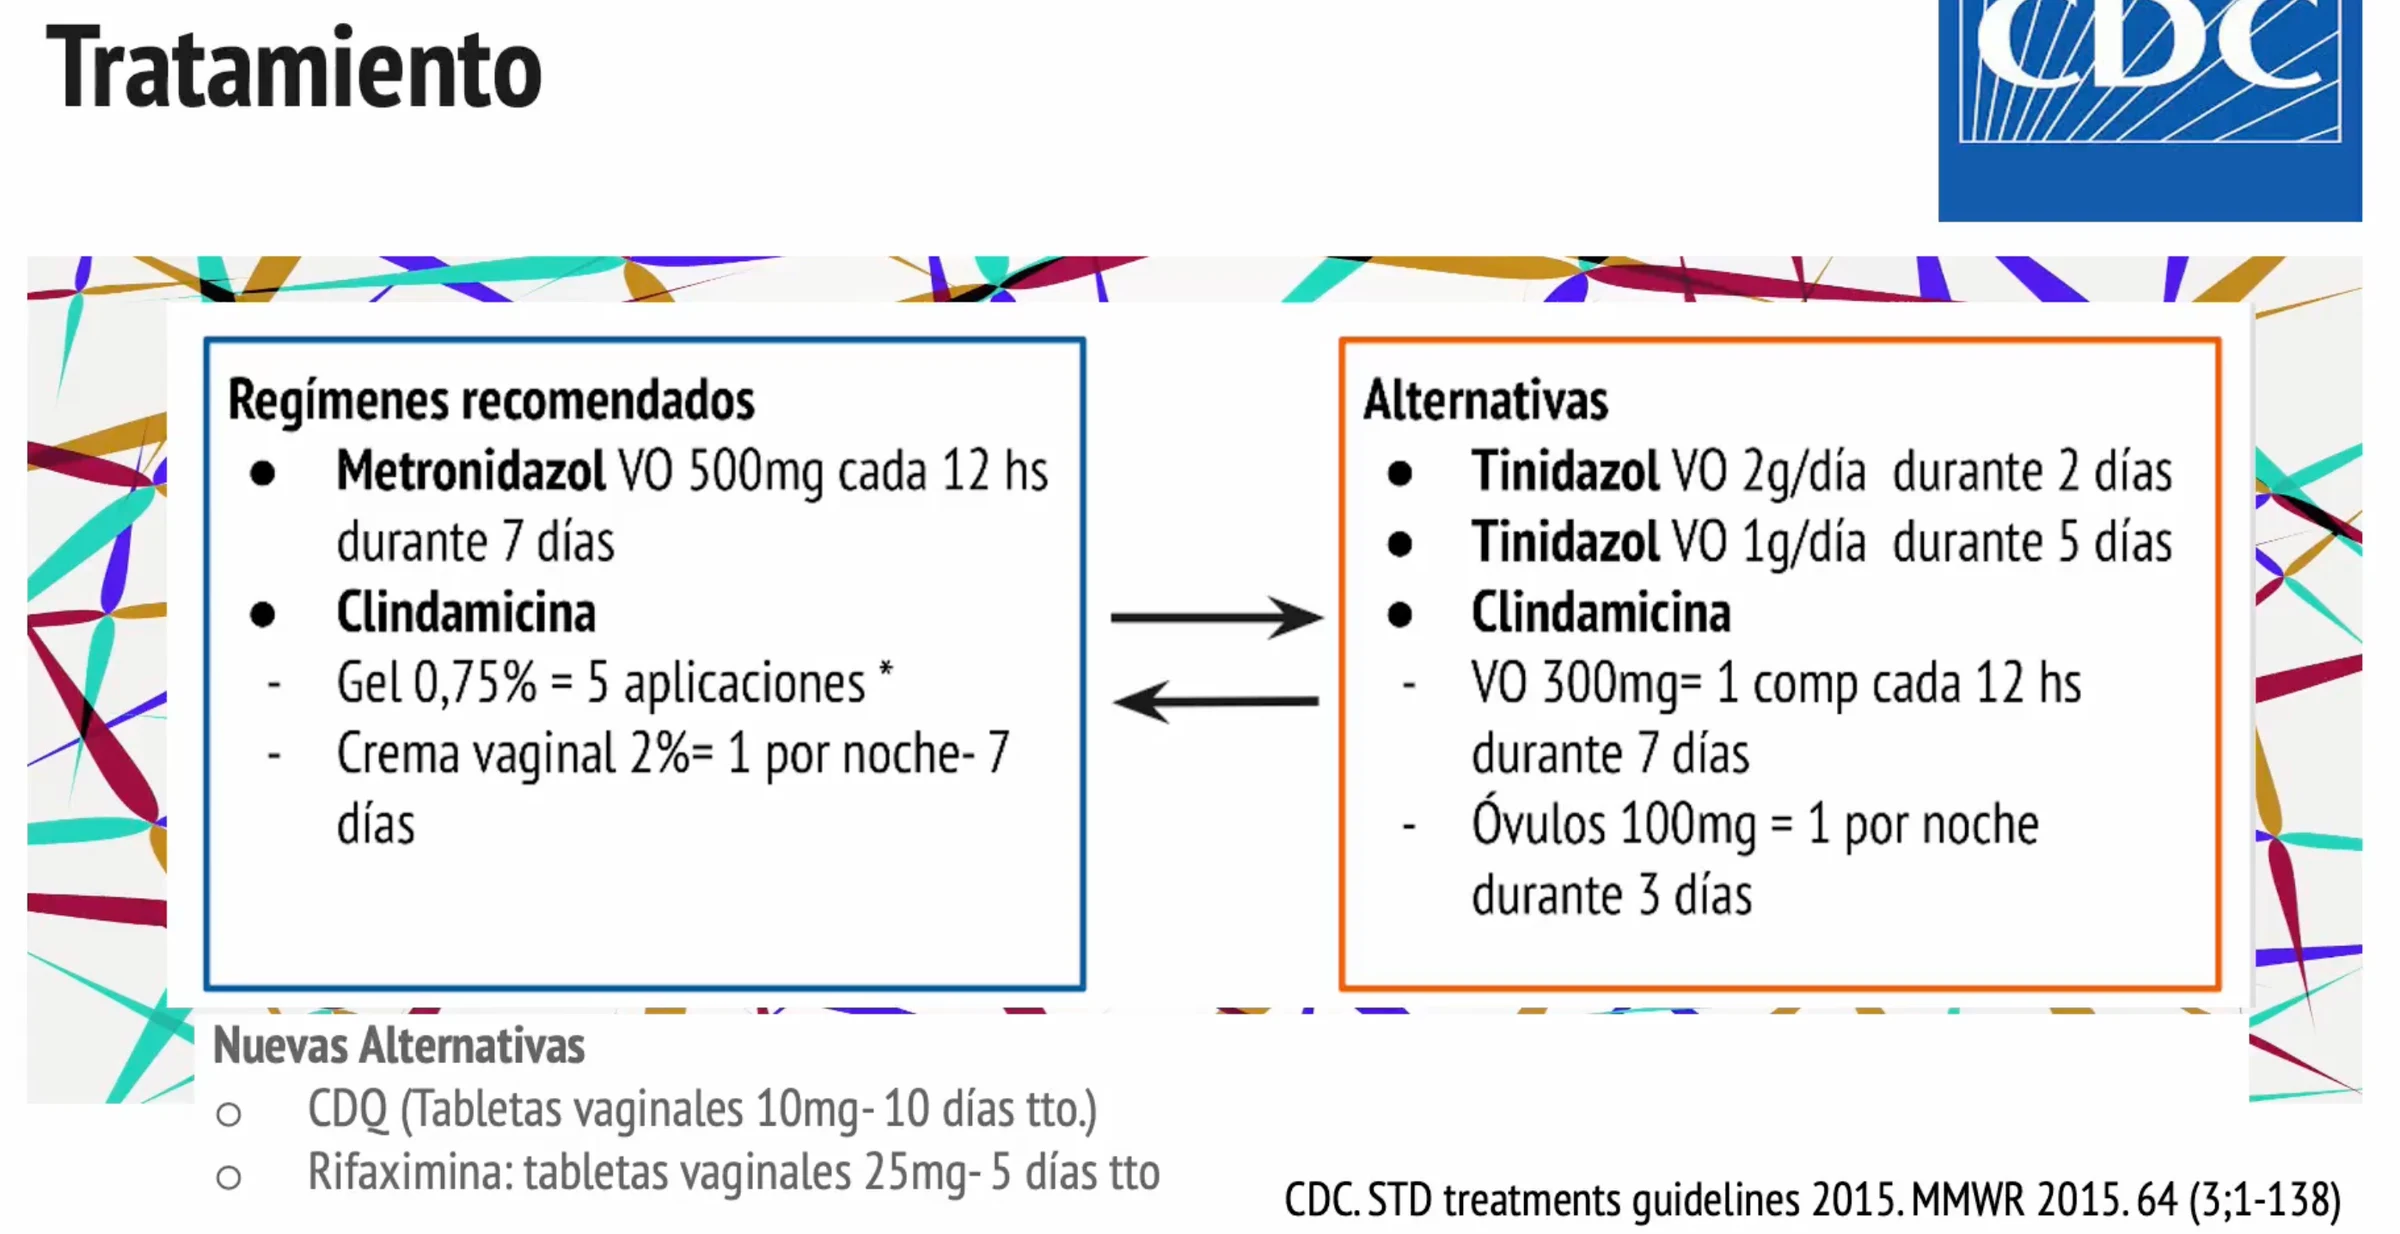 Tratamiento
CDC
Regímenes recomendados
● Metronidazol VO 500mg cada 12 hs
durante 7 días
● Clindamicina
- Gel 0,75% = 5 aplicaciones *
- Crema vaginal 2%= 1 por noche- 7
días
Alternativas
● Tinidazol VO 2g/día durante 2 días
● Tinidazol VO 1g/día durante 5 días
● Clindamicina
- VO 300mg= 1 comp cada 12 hs
durante 7 días
- Óvulos 100mg = 1 por noche
durante 3 días
Nuevas Alternativas
○ CDQ (Tabletas vaginales 10mg- 10 días tto.)
○ Rifaximina: tabletas vaginales 25mg- 5 días tto
CDC. STD treatments guidelines 2015. MMWR 2015. 64 (3;1-138)